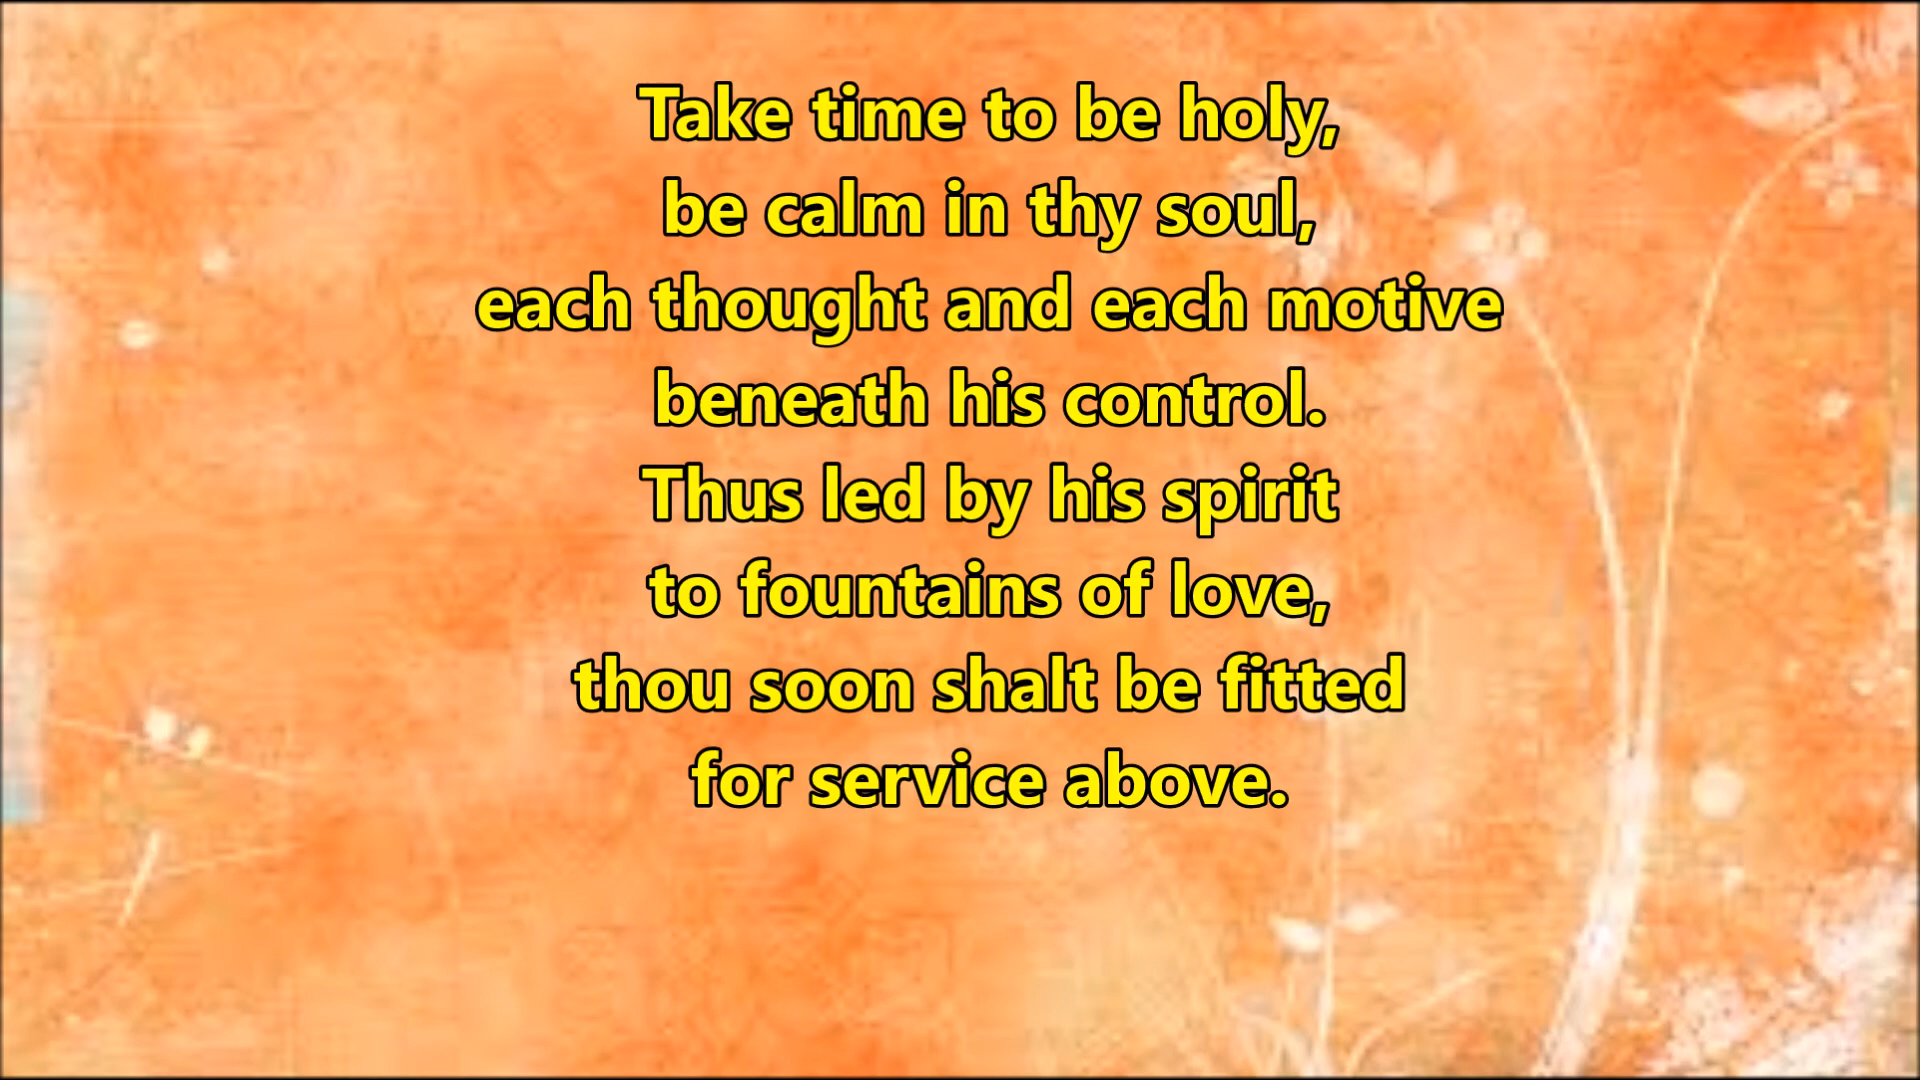 Take time to be holy,
be calm in thy soul,
each thought and each motive
beneath his control.
Thus led by his spirit
to fountains of love,
thou soon shalt be fitted
for service above.